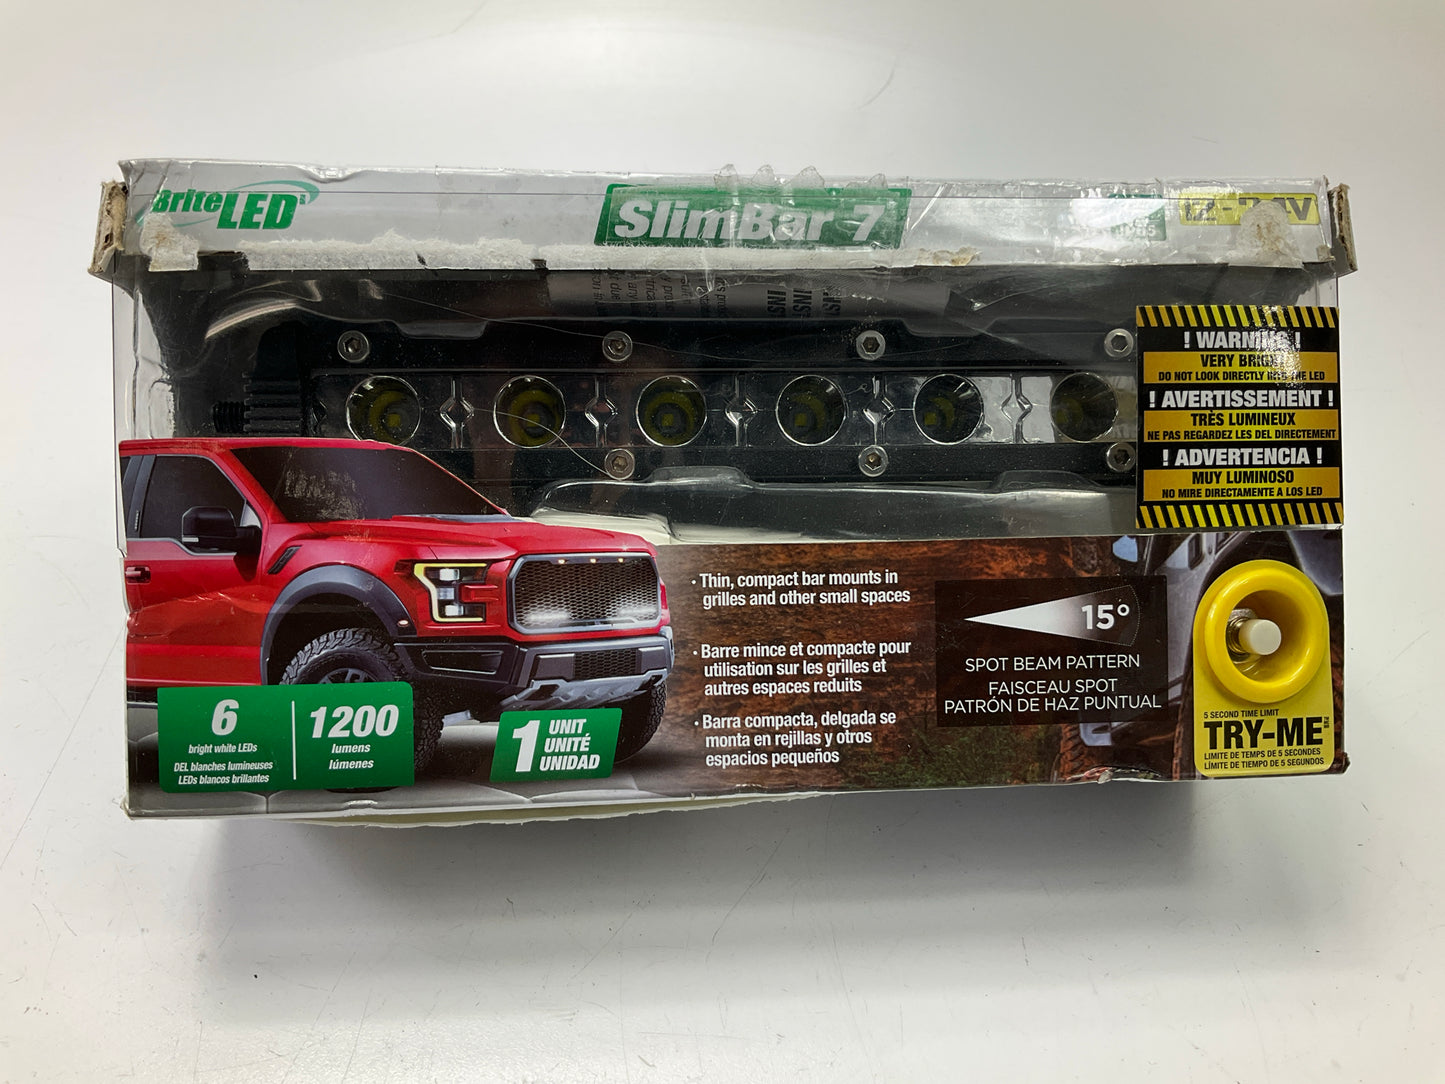 BriteLED
SlimBar 7
! WARNING !
VERY BRIGHT
DO NOT LOOK DIRECTLY INTO THE LED
! AVERTISSEMENT !
TRÈS LUMINEUX
NE PAS REGARDEZ LES DEL DIRECTEMENT
! ADVERTENCIA !
MUY LUMINOSO
NO MIRE DIRECTAMENTE A LOS LED
· Thin, compact bar mounts in
grilles and other small spaces
· Barre mince et compacte pour
utilisation sur les grilles et
autres espaces reduits
· Barra compacta, delgada se
monta en rejillas y otros
espacios pequeños
15°
SPOT BEAM PATTERN
FAISCEAU SPOT
PATRÓN DE HAZ PUNTUAL
6
bright white LEDs
DEL blanches lumineuses
LEDs blancos brillantes
1200
lumens
lúmenes
1 UNIT
UNITÉ
UNIDAD
5 SECOND TIME LIMIT
TRY-ME
LIMITE DE TEMPS DE 5 SECONDES
LÍMITE DE TIEMPO DE 5 SEGUNDOS